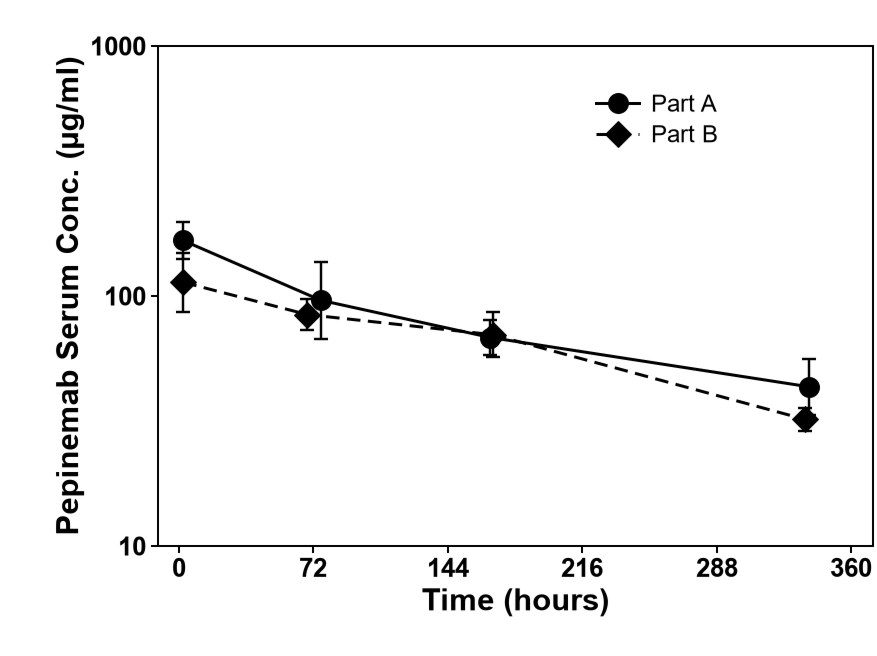 1000
100
10
Pepinemab Serum Conc. (µg/ml)
Part A
Part B
0 72 144 216 288 360
Time (hours)